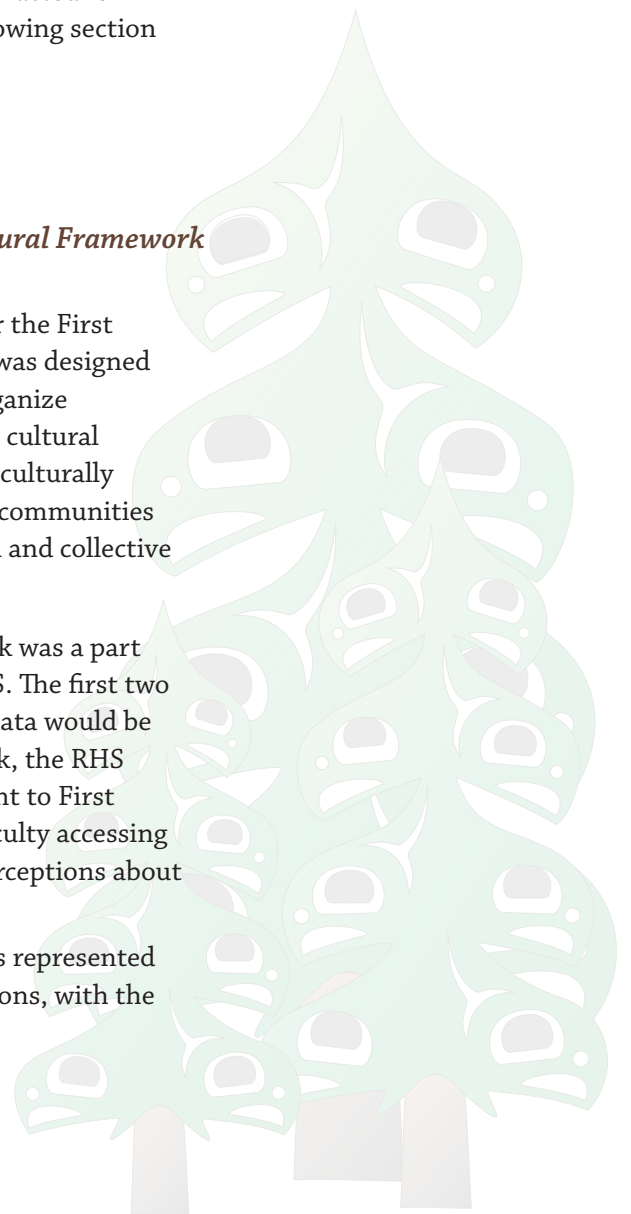 owing section
ural Framework
r the First
was designed
ganize
cultural
culturally
communities
and collective
k was a part
S. The first two
ata would be
k, the RHS
nt to First
culty accessing
rceptions about
s represented
ons, with the